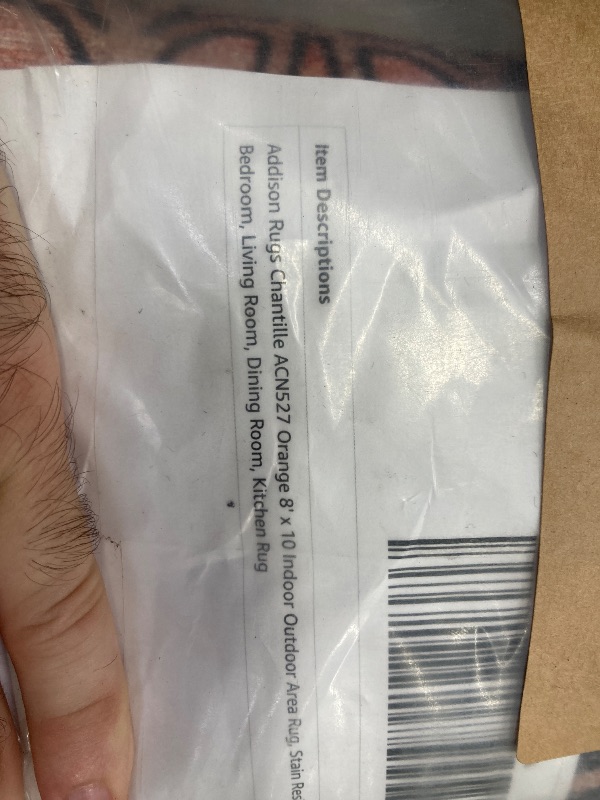 Item Descriptions
Addison Rugs Chantille ACN527 Orange 8' x 10 Indoor Outdoor Area Rug, Stain Res
Bedroom, Living Room, Dining Room, Kitchen Rug